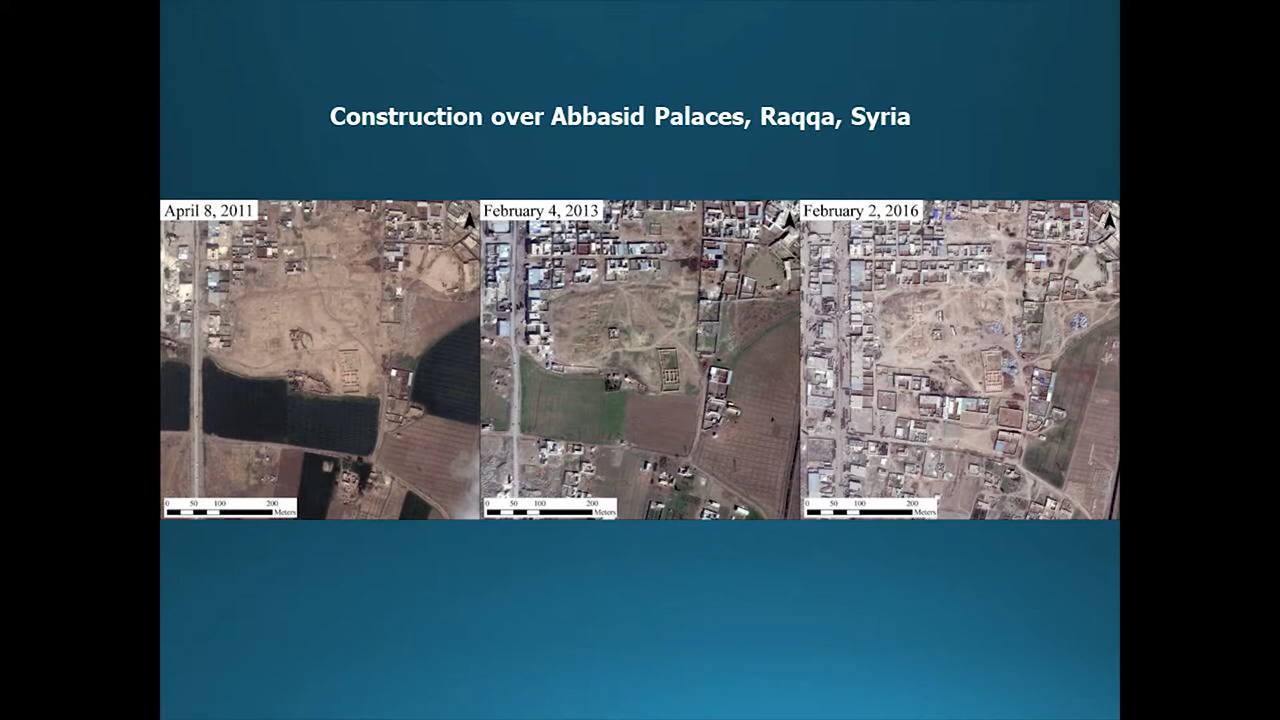 Construction over Abbasid Palaces, Raqqa, Syria
April 8, 2011
February 4, 2013
February 2, 2016
0 50 100 200
Meters
0 50 100 200
Meters
0 50 100 200
Meters